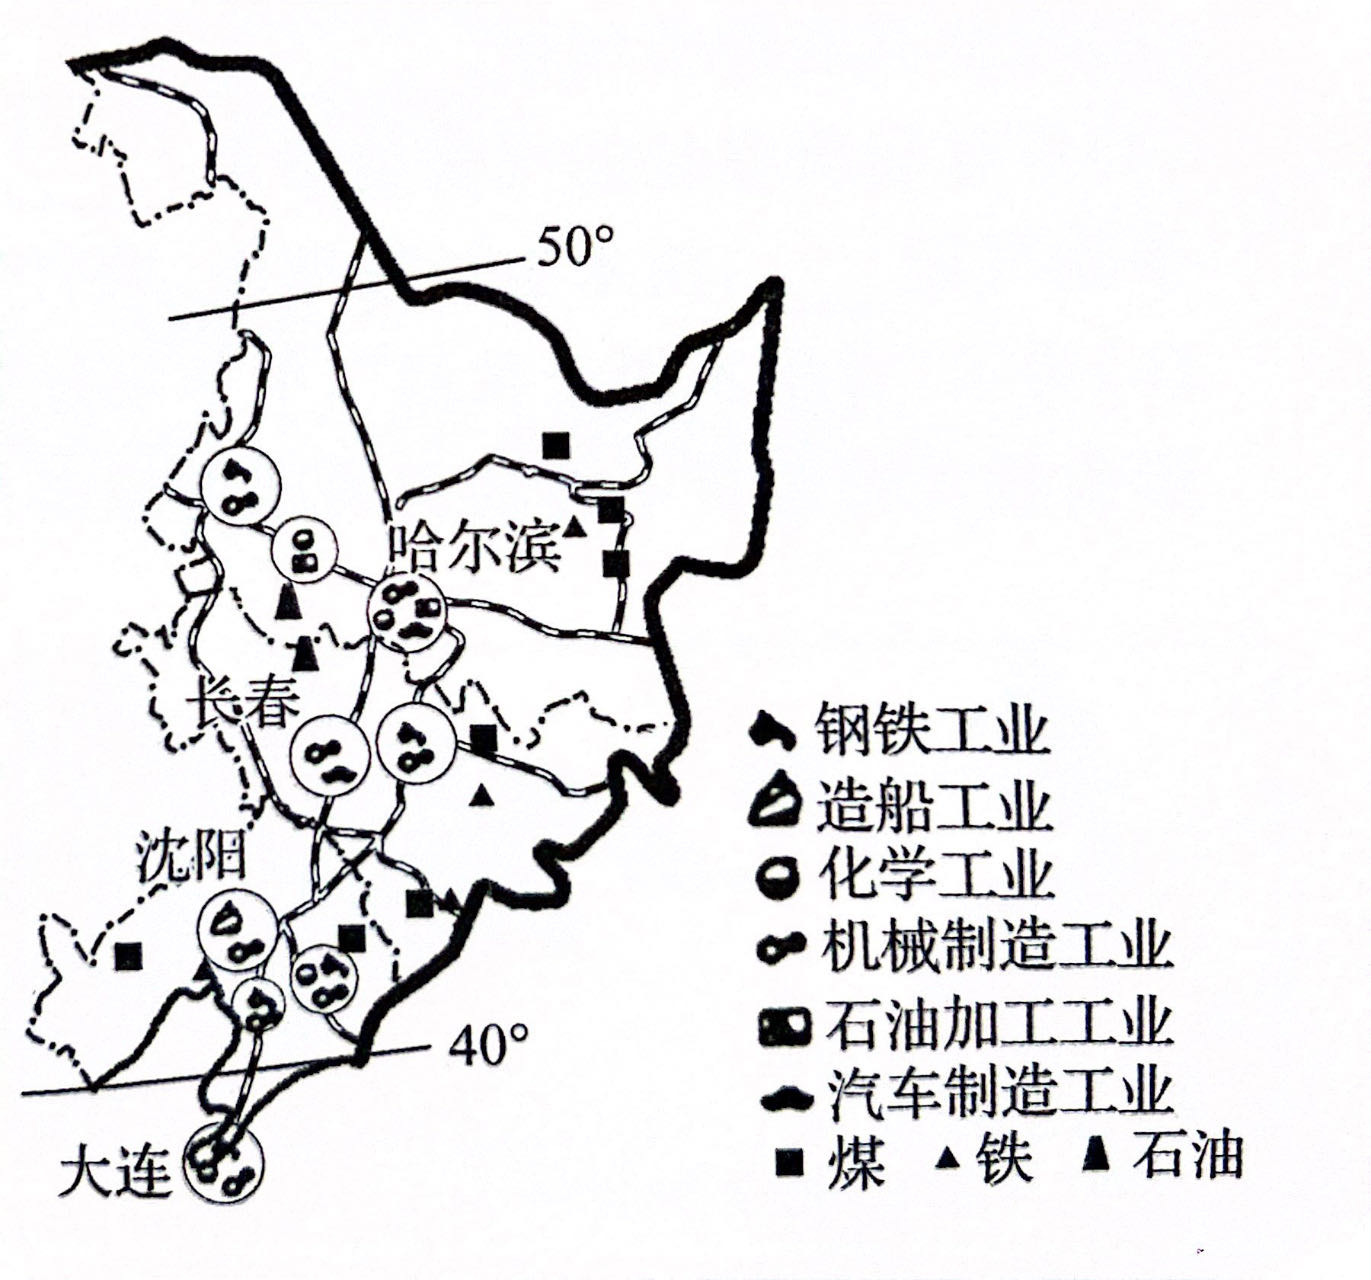 50°
哈尔滨
长春
沈阳
40°
大连
钢铁工业
造船工业
化学工业
机械制造工业
石油加工工业
汽车制造工业
煤 铁 石油